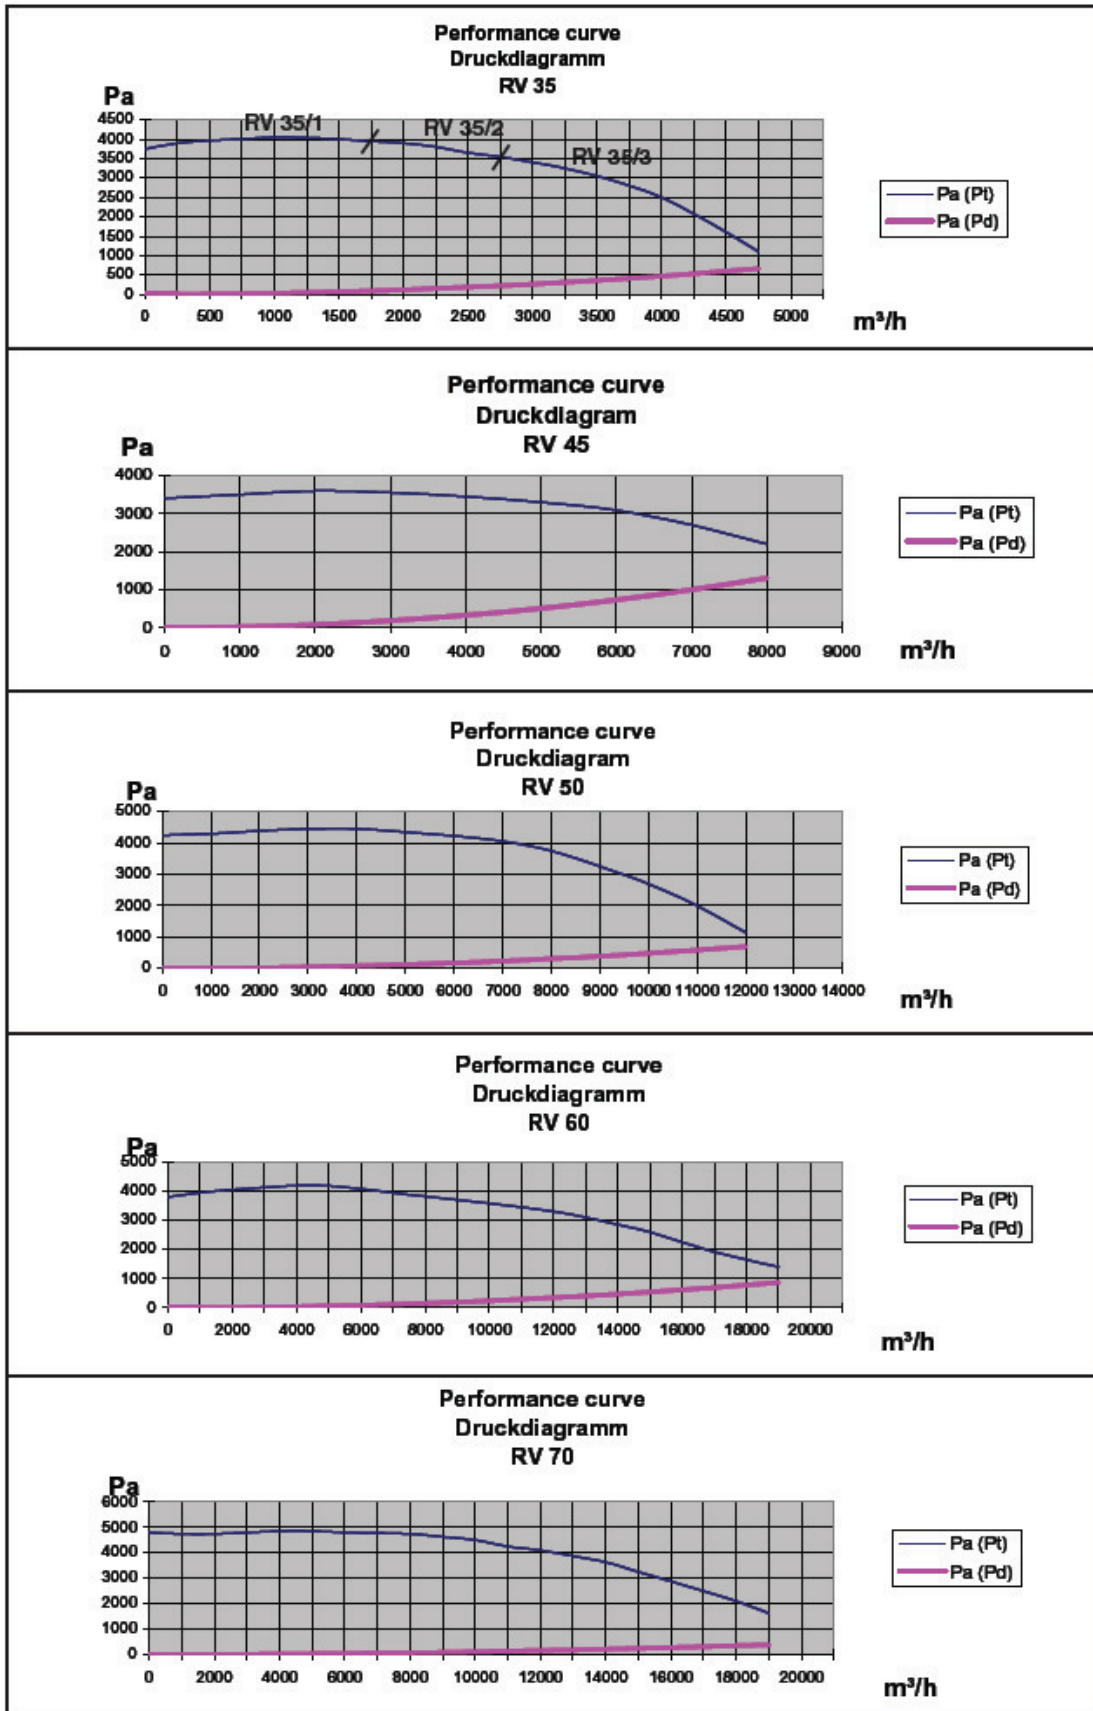 Performance curve
Druckdiagramm
RV 35
Pa
RV 35/1
RV 35/2
RV 35/3
4500
4000
3500
3000
2500
2000
1500
1000
500
0
0 500 1000 1500 2000 2500 3000 3500 4000 4500 5000
m³/h
Pa (Pt)
Pa (Pd)
Performance curve
Druckdiagram
RV 45
Pa
4000
3000
2000
1000
0
0 1000 2000 3000 4000 5000 6000 7000 8000 9000
m³/h
Pa (Pt)
Pa (Pd)
Performance curve
Druckdiagram
RV 50
Pa
5000
4000
3000
2000
1000
0
0 1000 2000 3000 4000 5000 6000 7000 8000 9000 10000 11000 12000 13000 14000
m³/h
Pa (Pt)
Pa (Pd)
Performance curve
Druckdiagramm
RV 60
Pa
5000
4000
3000
2000
1000
0
0 2000 4000 6000 8000 10000 12000 14000 16000 18000 20000
m³/h
Pa (Pt)
Pa (Pd)
Performance curve
Druckdiagramm
RV 70
Pa
6000
5000
4000
3000
2000
1000
0
0 2000 4000 6000 8000 10000 12000 14000 16000 18000 20000
m³/h
Pa (Pt)
Pa (Pd)